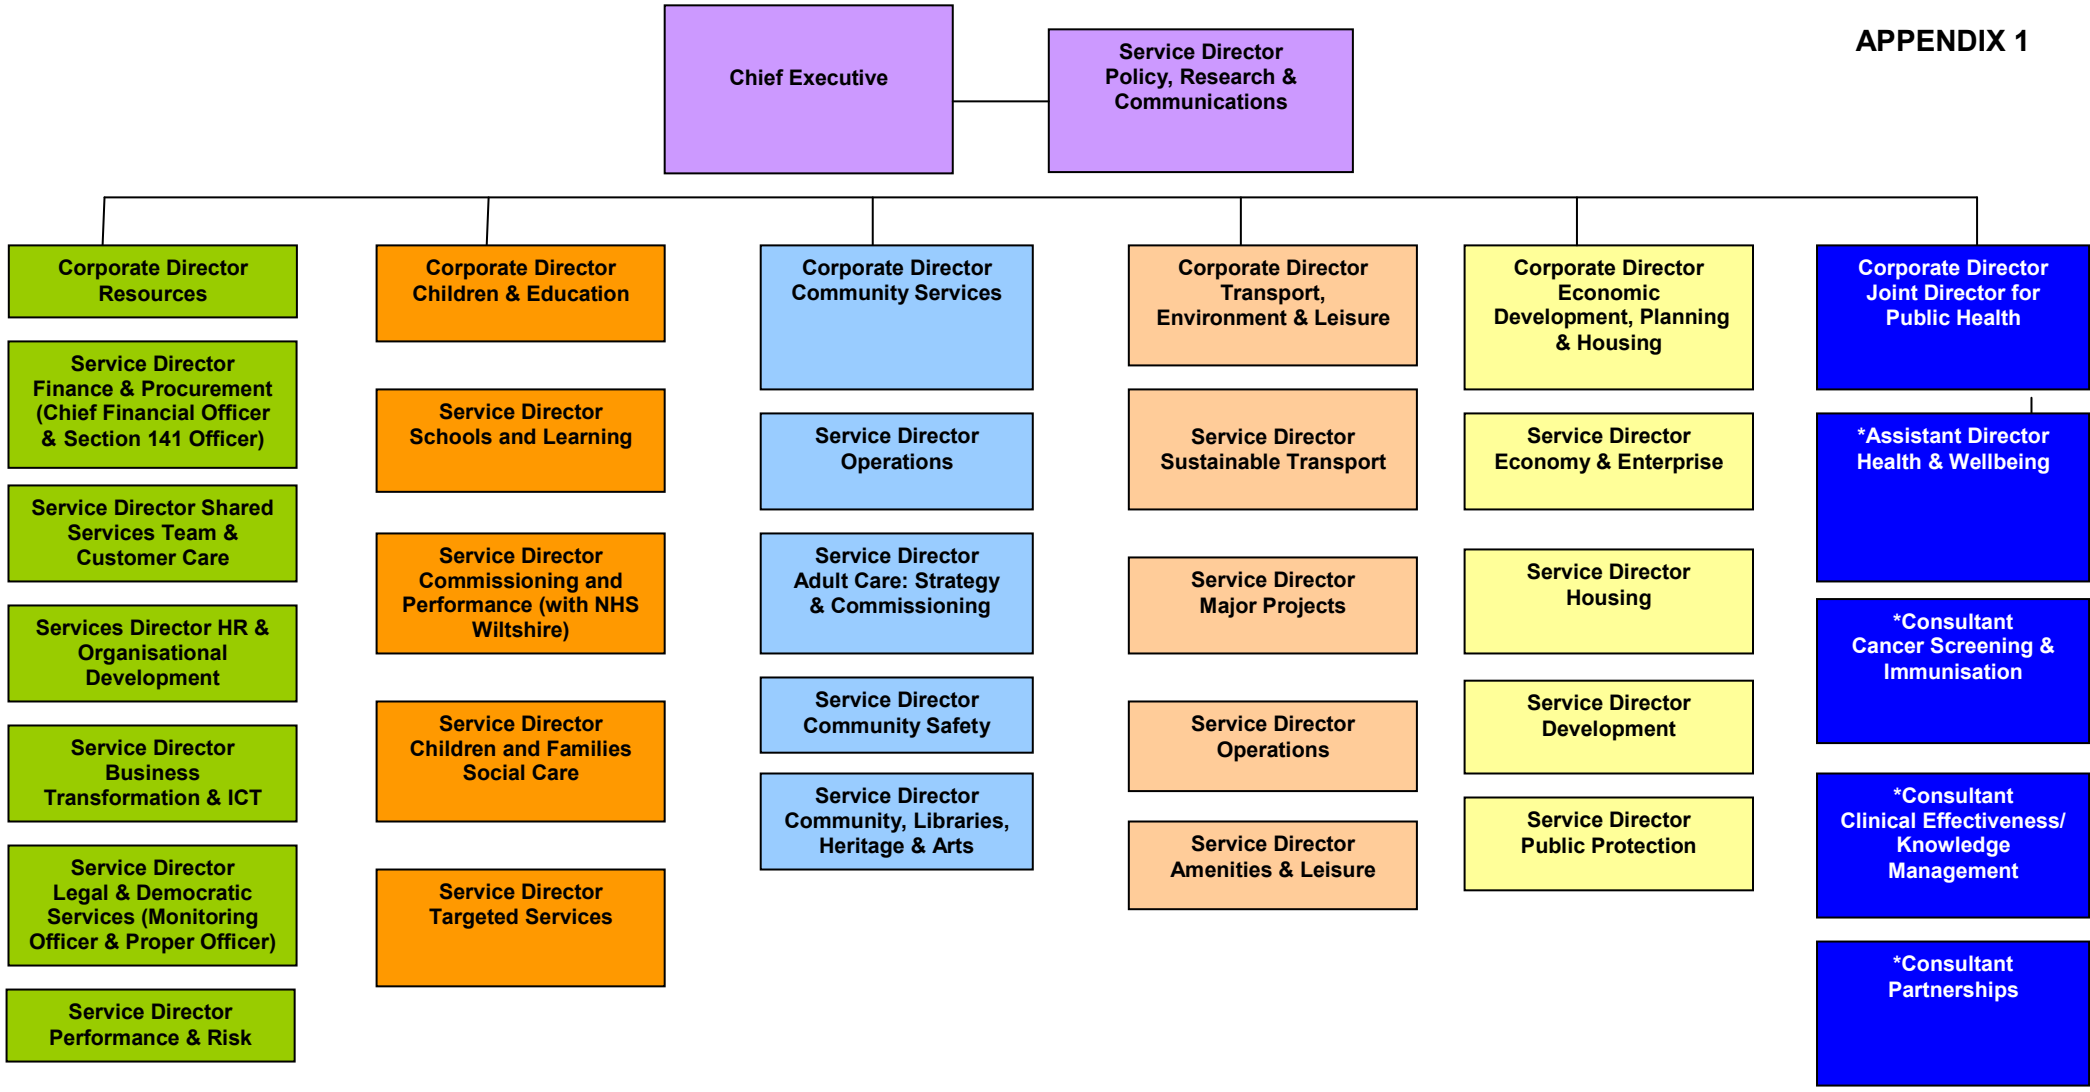 APPENDIX 1
Chief Executive
Service Director
Policy, Research &
Communications
Corporate Director
Resources
Service Director
Finance & Procurement
(Chief Financial Officer
& Section 141 Officer)
Service Director Shared
Services Team &
Customer Care
Services Director HR &
Organisational
Development
Service Director
Business
Transformation & ICT
Service Director
Legal & Democratic
Services (Monitoring
Officer & Proper Officer)
Service Director
Performance & Risk
Corporate Director
Children & Education
Service Director
Schools and Learning
Service Director
Commissioning and
Performance (with NHS
Wiltshire)
Service Director
Children and Families
Social Care
Service Director
Targeted Services
Corporate Director
Community Services
Service Director
Operations
Service Director
Adult Care: Strategy
& Commissioning
Service Director
Community Safety
Service Director
Community, Libraries,
Heritage & Arts
Corporate Director
Transport,
Environment & Leisure
Service Director
Sustainable Transport
Service Director
Major Projects
Service Director
Operations
Service Director
Amenities & Leisure
Corporate Director
Economic
Development, Planning
& Housing
Service Director
Economy & Enterprise
Service Director
Housing
Service Director
Development
Service Director
Public Protection
Corporate Director
Joint Director for
Public Health
*Assistant Director
Health & Wellbeing
*Consultant
Cancer Screening &
Immunisation
*Consultant
Clinical Effectiveness/
Knowledge
Management
*Consultant
Partnerships